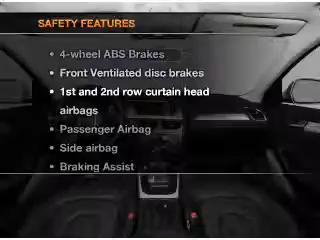 SAFETY FEATURES
• 4-wheel ABS Brakes
• Front Ventilated disc brakes
• 1st and 2nd row curtain head
airbags
• Passenger Airbag
• Side airbag
• Braking Assist